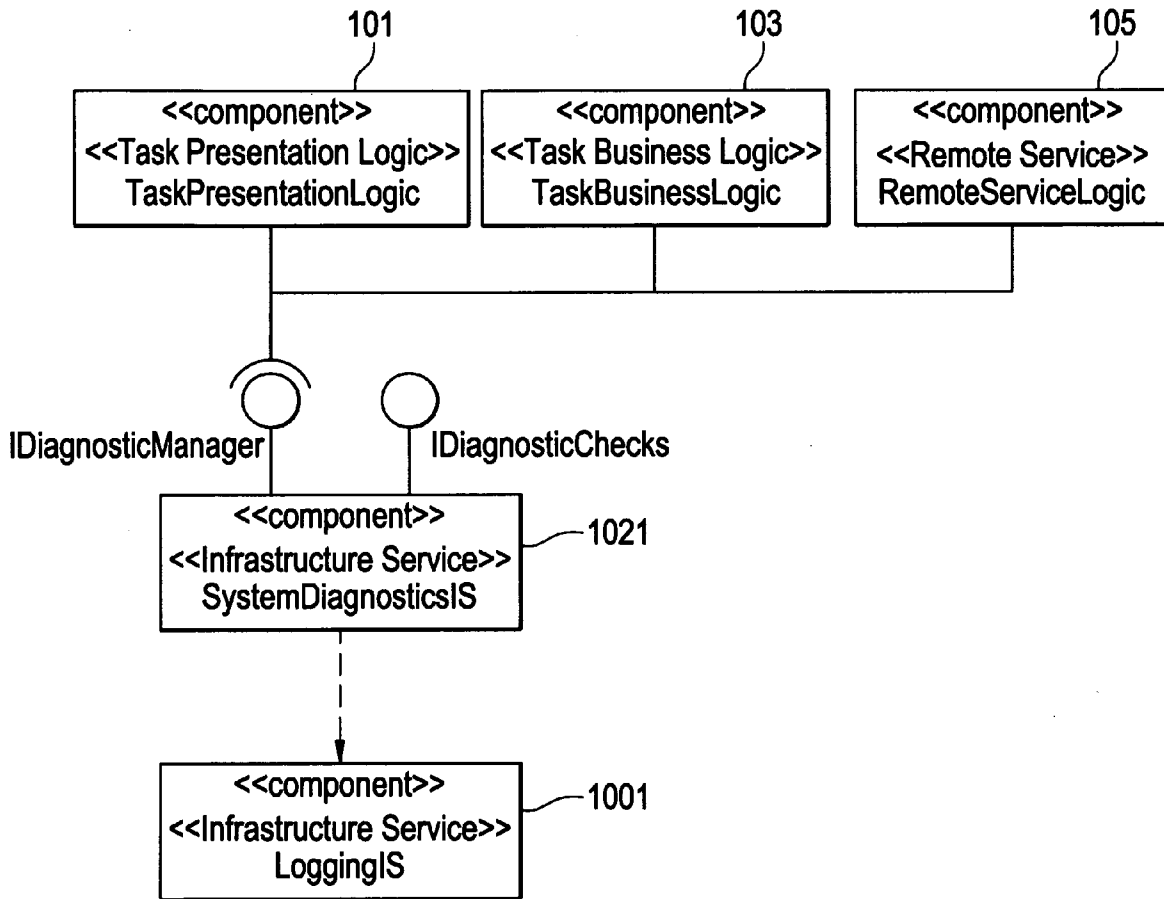 101
103
105
<<component>>
<<Task Presentation Logic>>
TaskPresentationLogic
<<component>>
<<Task Business Logic>>
TaskBusinessLogic
<<component>>
<<Remote Service>>
RemoteServiceLogic
IDiagnosticManager
IDiagnosticChecks
<<component>>
<<Infrastructure Service>>
SystemDiagnosticsIS
1021
<<component>>
<<Infrastructure Service>>
LoggingIS
1001